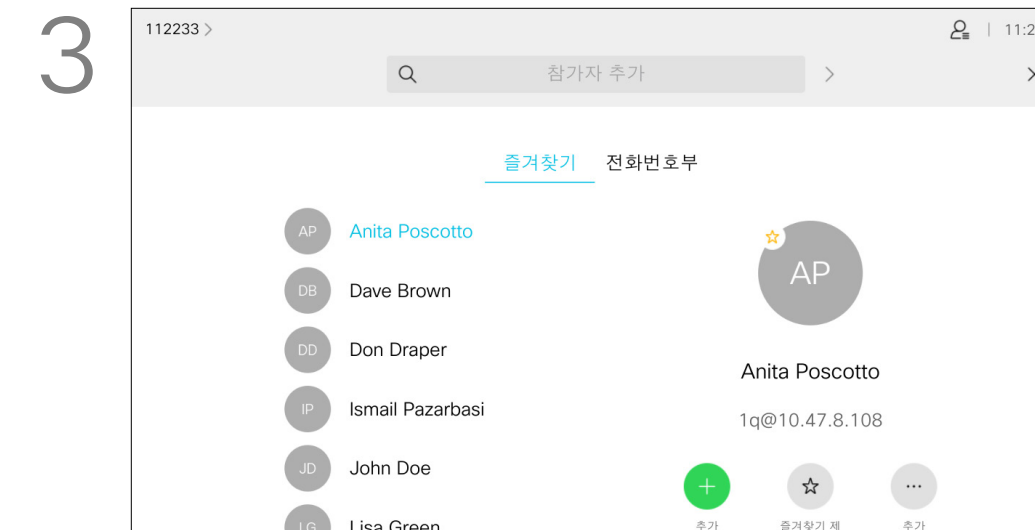 3
112233 >
11:2
참가자 추가
즐겨찾기 전화번호부
AP Anita Poscotto
DB Dave Brown
DD Don Draper
IP Ismail Pazarbasi
JD John Doe
LG Lisa Green
AP
Anita Poscotto
1q@10.47.8.108
추가 즐겨찾기 제 추가